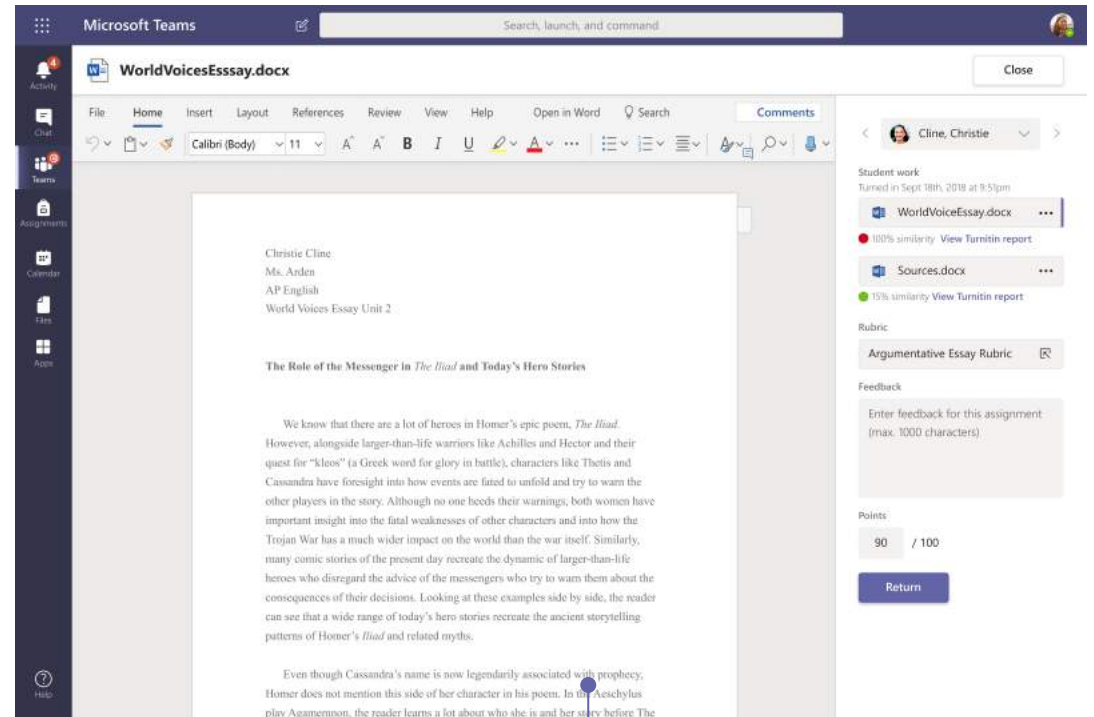 Microsoft Teams
Search, launch, and command
4
Activity
Chat
Teams
Assignments
Calendar
Files
Apps
Help
WorldVoicesEsssay.docx
Close
File Home Insert Layout References Review View Help Open in Word Search Comments
Calibri (Body) 11 A A B I U A
Christie Cline
Ms. Arden
AP English
World Voices Essay Unit 2
The Role of the Messenger in The Iliad and Today's Hero Stories
We know that there are a lot of heroes in Homer's epic poem, The Iliad.
However, alongside larger-than-life warriors like Achilles and Hector and their
quest for “kleos” (a Greek word for glory in battle), characters like Thetis and
Cassandra have foresight into how events are fated to unfold and try to warn the
other players in the story. Although no one heeds their warnings, both women have
important insight into the fatal weaknesses of other characters and into how the
Trojan War has a much wider impact on the world than the war itself. Similarly,
many comic stories of the present day recreate the dynamic of larger-than-life
heroes who disregard the advice of the messengers who try to warn them about the
consequences of their decisions. Looking at these examples side by side, the reader
can see that a wide range of today's hero stories recreate the ancient storytelling
patterns of Homer's Iliad and related myths.
Even though Cassandra's name is now legendarily associated with prophecy,
Homer does not mention this side of her character in his poem. In the Aeschylus
play Agamemnon, the reader learns a lot about who she is and her story before The
Cline, Christie
Student work
Turned in Sept 18th, 2018 at 9:51pm
WorldVoiceEssay.docx
100% similarity View Turnitin report
Sources.docx
15% similarity View Turnitin report
Rubric
Argumentative Essay Rubric
Feedback
Enter feedback for this assignment
(max. 1000 characters)
Points
90 / 100
Return